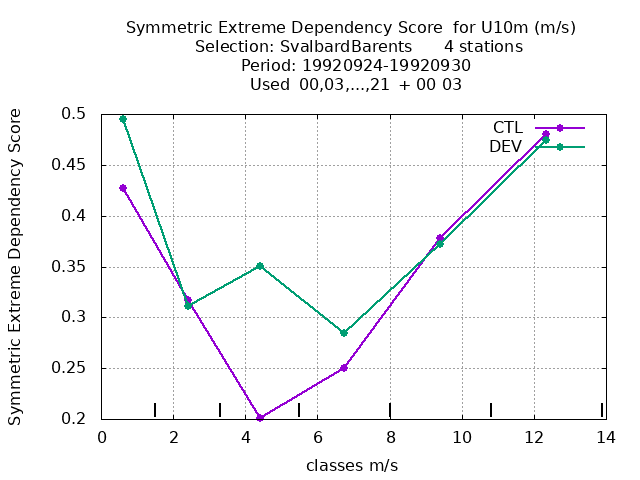 Symmetric Extreme Dependency Score  for U10m (m/s)
Selection: SvalbardBarents      4 stations
Period: 19920924-19920930
Used  00,03,...,21  + 00 03
Symmetric Extreme Dependency Score
0.5
0.45
0.4
0.35
0.3
0.25
0.2
CTL
DEV
0 2 4 6 8 10 12 14
classes m/s